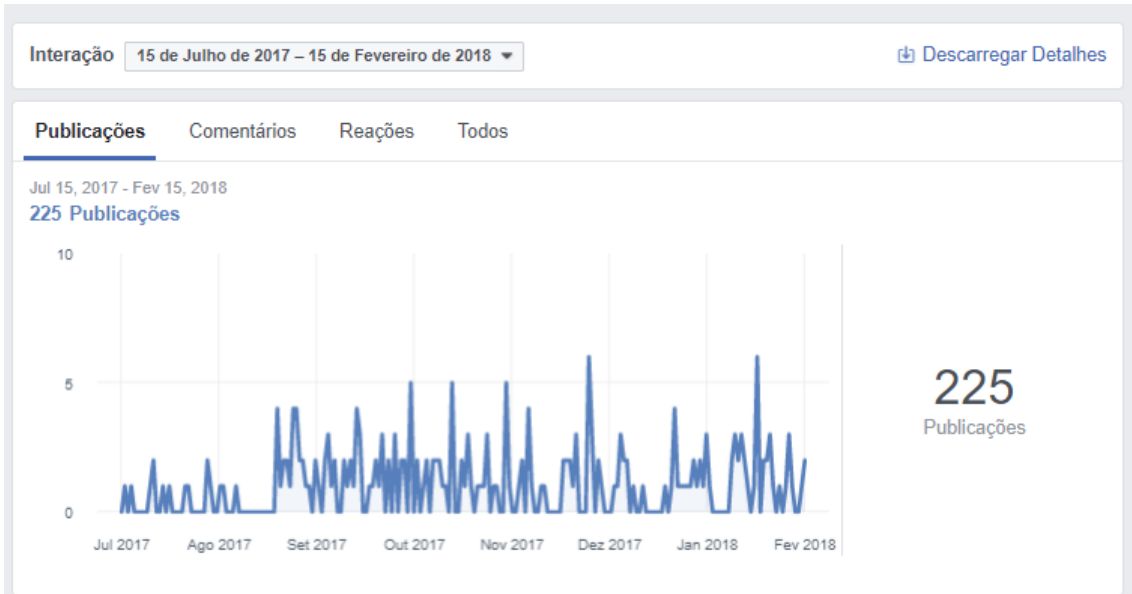 Interação 15 de Julho de 2017 – 15 de Fevereiro de 2018 Descarregar Detalhes
Publicações Comentários Reações Todos
Jul 15, 2017 - Fev 15, 2018
225 Publicações
10
5
0
Jul 2017 Ago 2017 Set 2017 Out 2017 Nov 2017 Dez 2017 Jan 2018 Fev 2018
225
Publicações